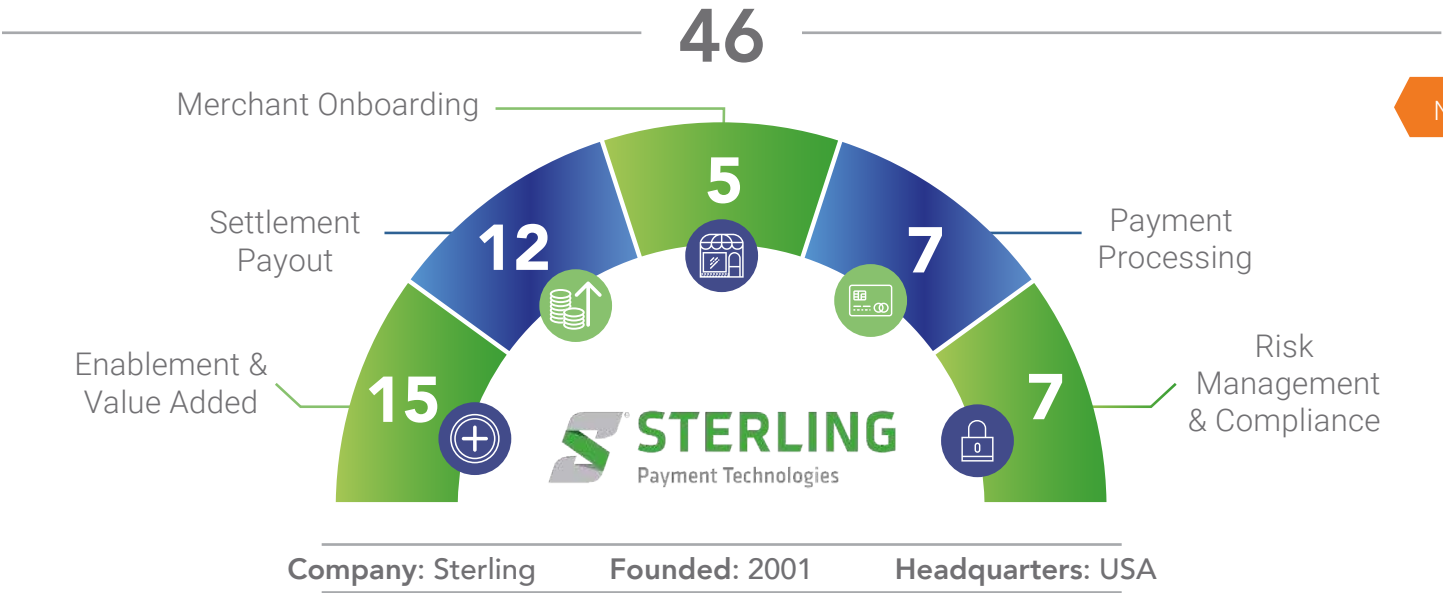 46
N
Merchant Onboarding
5
Settlement
Payout
12
7
Payment
Processing
Enablement &
Value Added
15
7
Risk
Management
& Compliance
STERLING
Payment Technologies
Company: Sterling Founded: 2001 Headquarters: USA